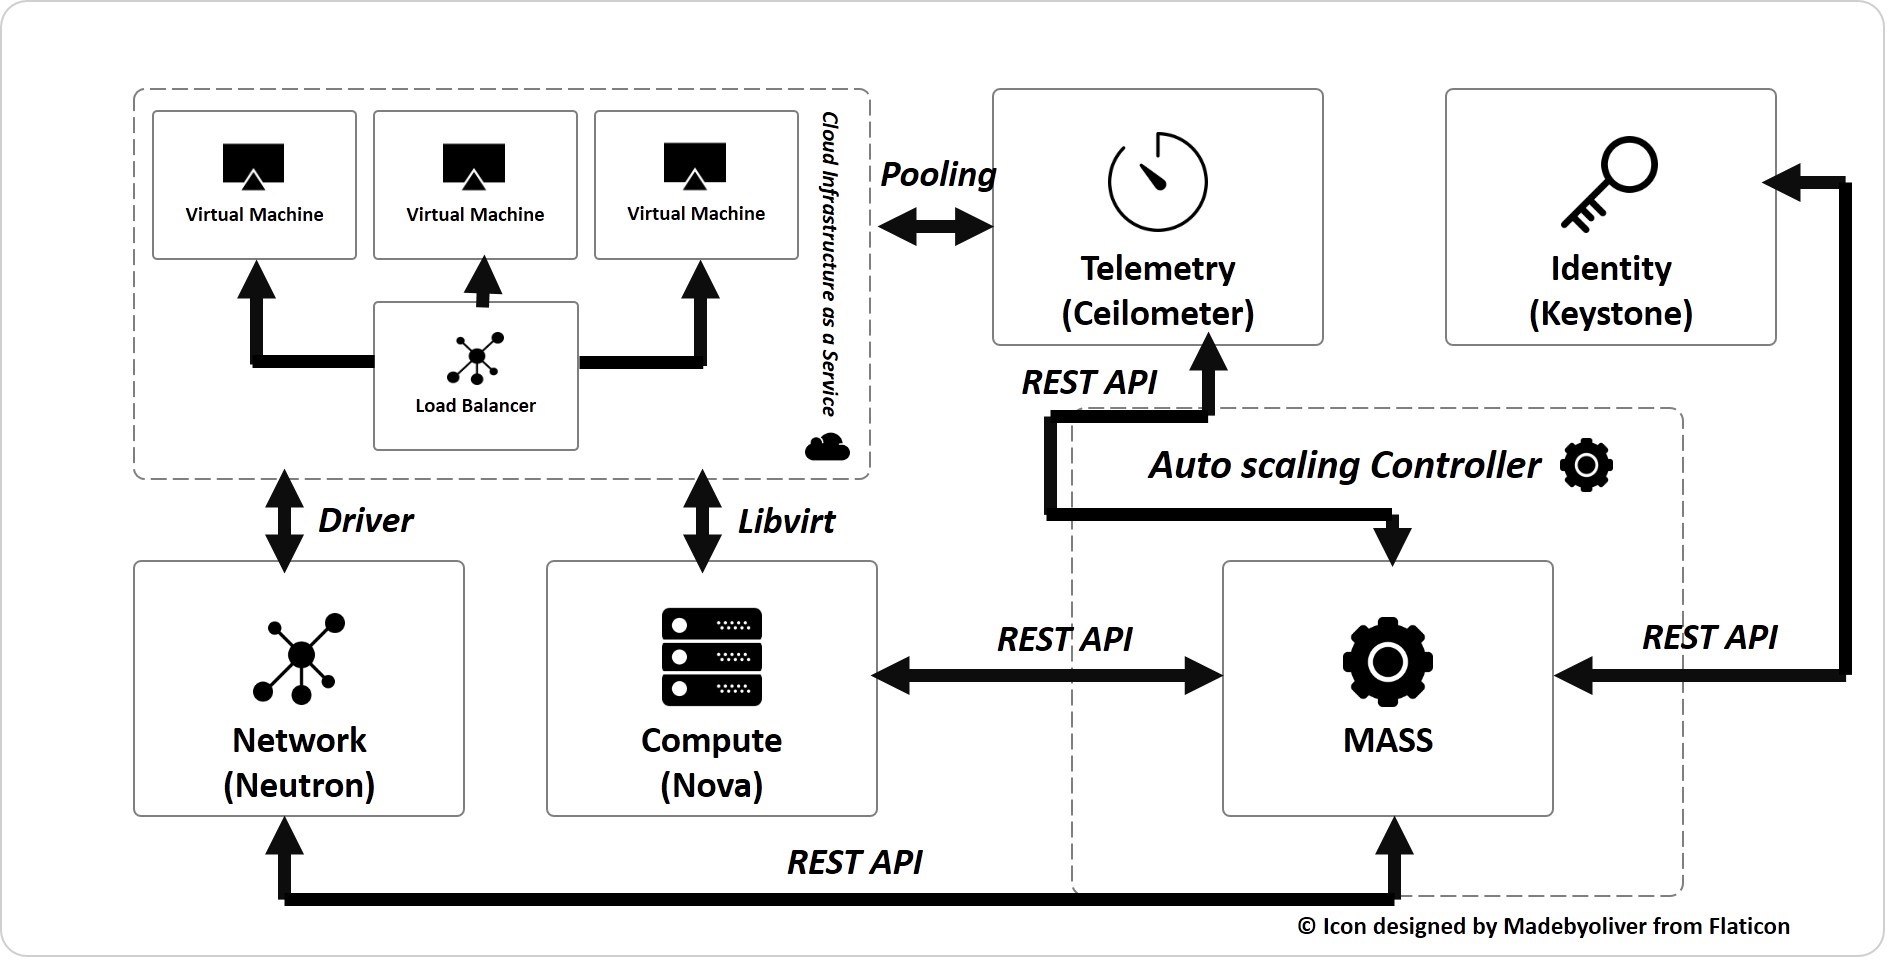 Virtual Machine
Virtual Machine
Virtual Machine
Load Balancer
Cloud Infrastructure as a Service
Pooling
Telemetry
(Ceilometer)
Identity
(Keystone)
REST API
Auto scaling Controller
Driver
Libvirt
Network
(Neutron)
Compute
(Nova)
REST API
MASS
REST API
REST API
© Icon designed by Madebyoliver from Flaticon